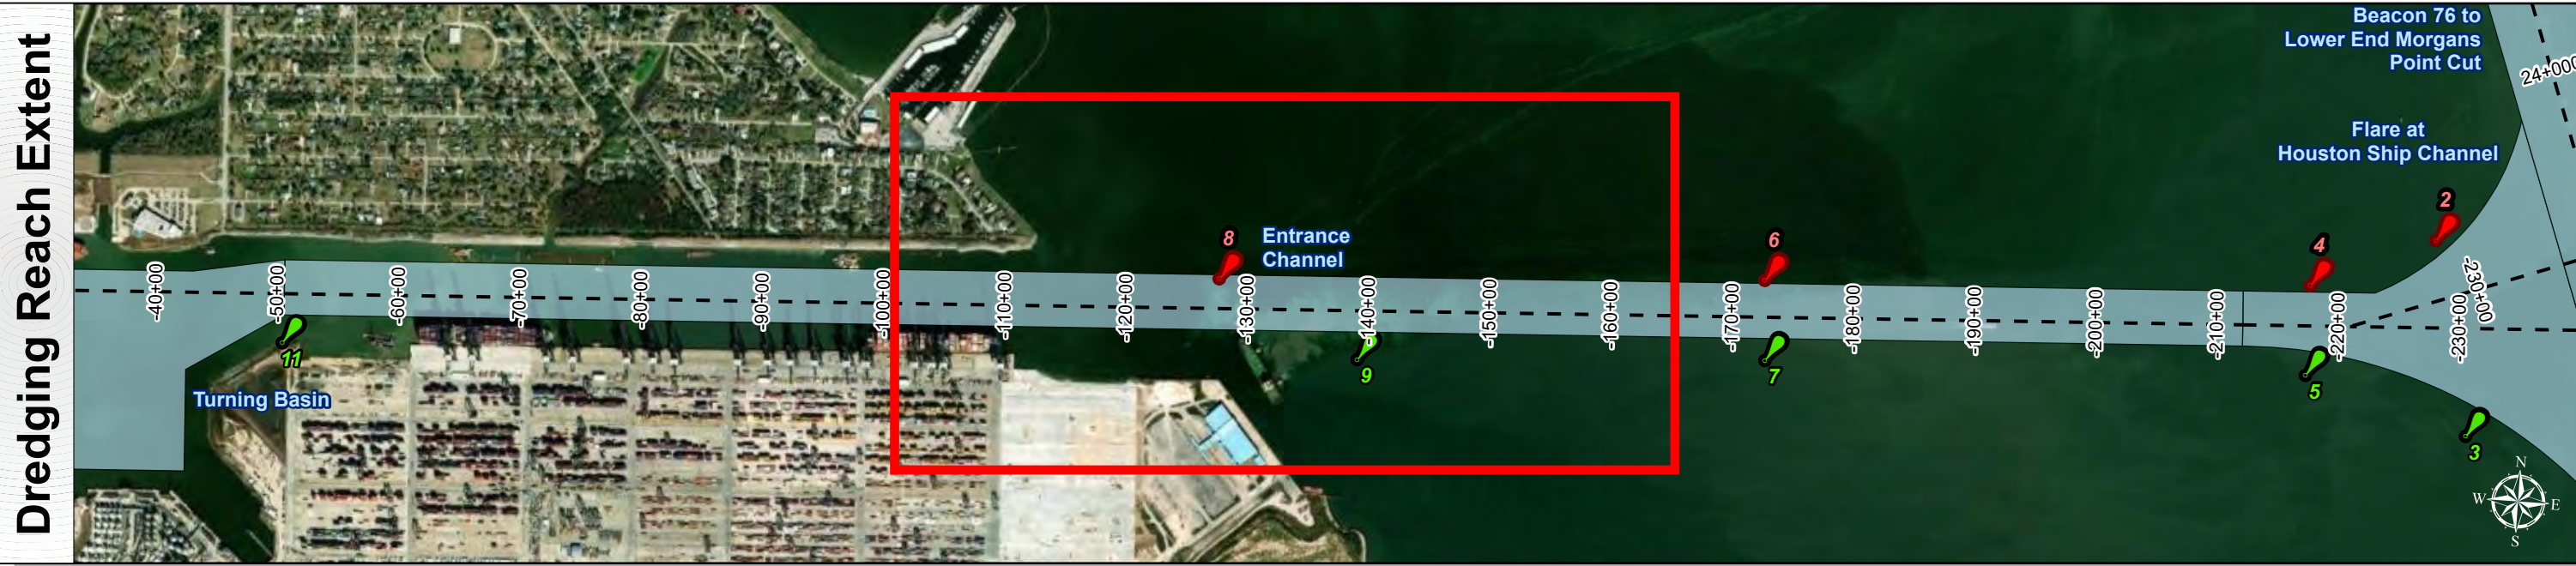 Dredging Reach Extent
Beacon 76 to
Lower End Morgans
Point Cut
24+000
Flare at
Houston Ship Channel
2
8
Entrance
Channel
6
4
-40+00
-50+00
-60+00
-70+00
-80+00
-90+00
-100+00
-110+00
-120+00
-130+00
-140+00
-150+00
-160+00
-170+00
-180+00
-190+00
-200+00
-210+00
-220+00
-230+00
-230+00
11
9
7
5
3
Turning Basin
N
W
E
S